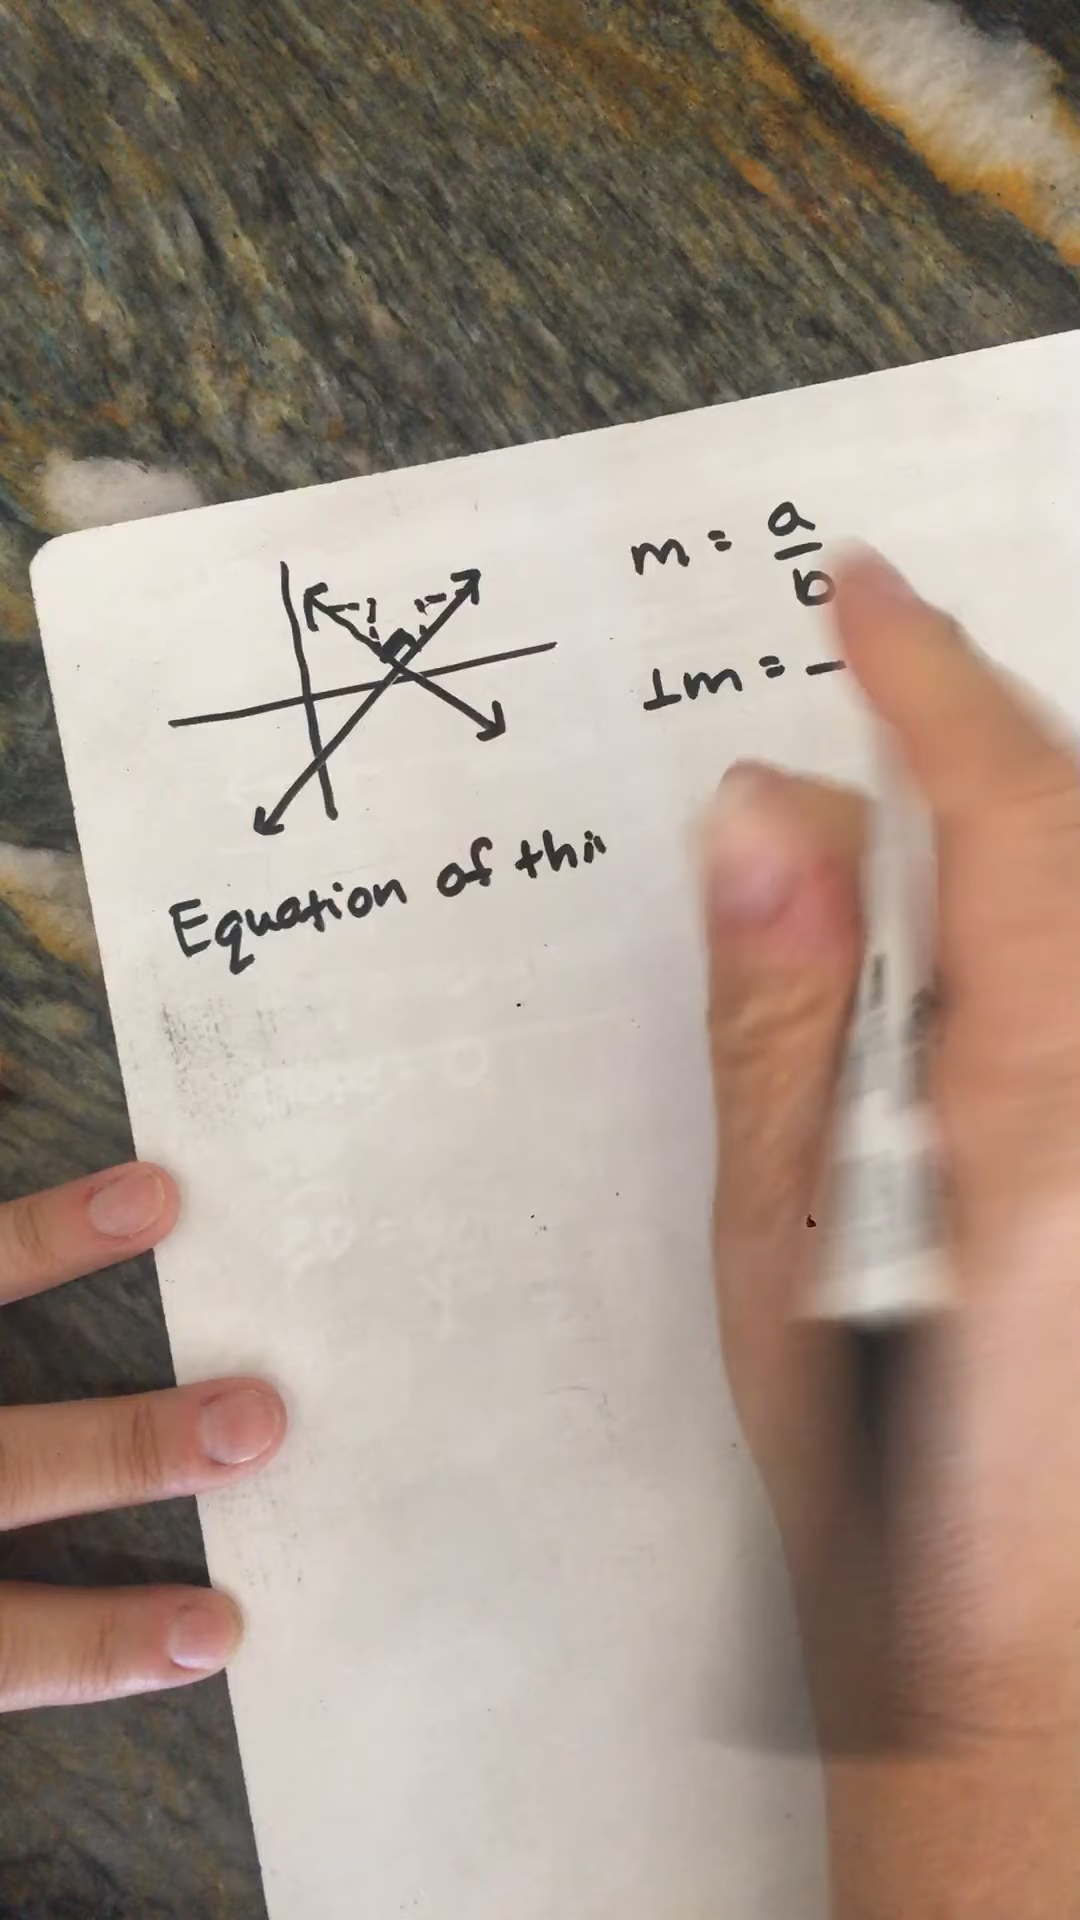 m = a/b
⊥m = —
Equation of thi